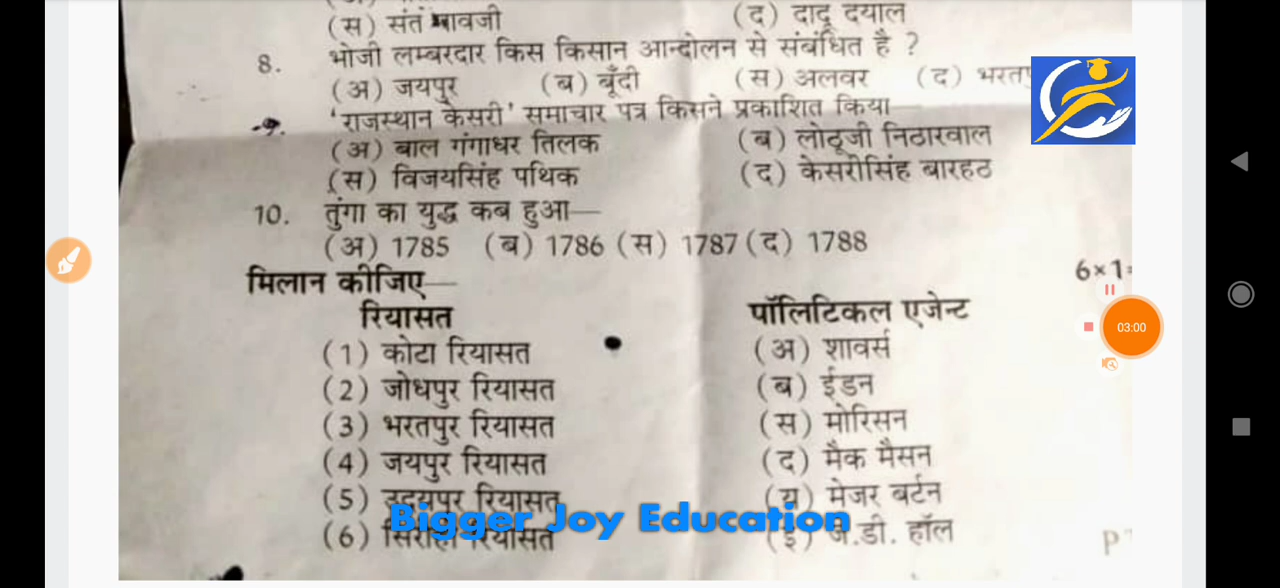 (स) संत मावजी (द) दादू दयाल
8. भोजी लम्बरदार किस किसान आन्दोलन से संबंधित है ?
(अ) जयपुर (ब) बूँदी (स) अलवर (द)
9. 'राजस्थान केसरी' समाचार पत्र किसने प्रकाशित किया—
(अ) बाल गंगाधर तिलक (ब) लोठूजी निठारवाल
(स) विजयसिंह पथिक (द) केसरीसिंह बारहठ
10. तुंगा का युद्ध कब हुआ—
(अ) 1785 (ब) 1786 (स) 1787 (द) 1788
मिलान कीजिए— 6×1=
रियासत पॉलिटिकल एजेन्ट
(1) कोटा रियासत (अ) शावर्स
(2) जोधपुर रियासत (ब) ईडन
(3) भरतपुर रियासत (स) मोरिसन
03:00
(4) जयपुर रियासत (द) मैक मैसन
(5) उदयपुर रियासत (य) मेजर बर्टन
Bigger Joy Education
(6) सिरोही रियासत (ई) जे.डी. हॉल